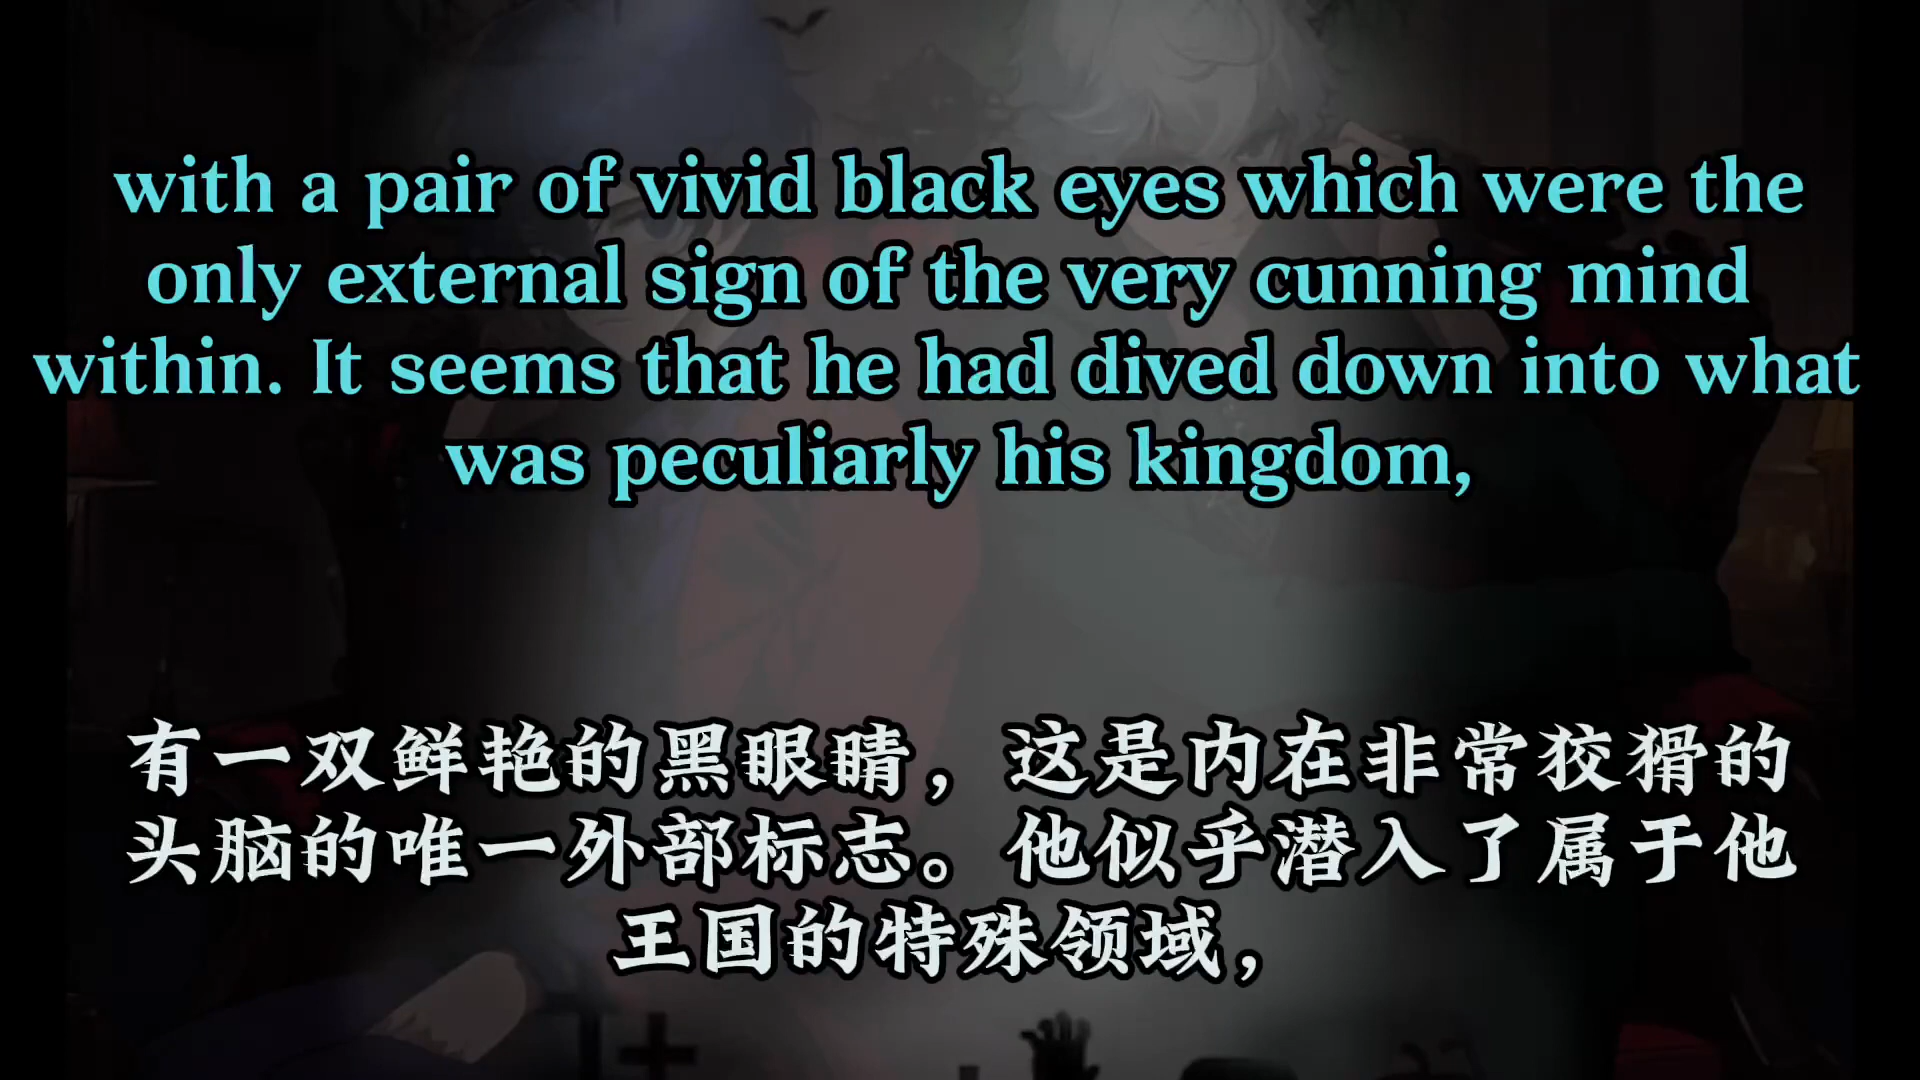 with a pair of vivid black eyes which were the
only external sign of the very cunning mind
within. It seems that he had dived down into what
was peculiarly his kingdom,
有一双鲜艳的黑眼睛，这是内在非常狡猾的
头脑的唯一外部标志。他似乎潜入了属于他
王国的特殊领域，